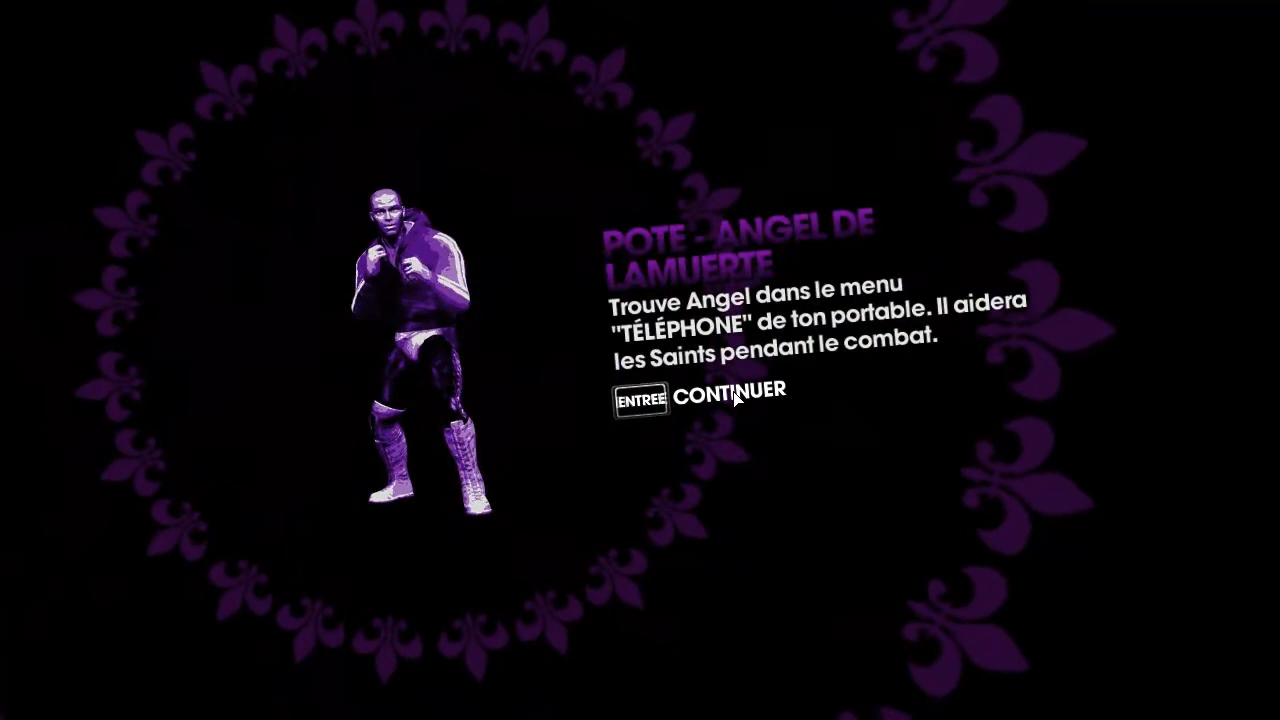 POTE - ANGEL DE
LAMUERTE
Trouve Angel dans le menu
"TÉLÉPHONE" de ton portable. Il aidera
les Saints pendant le combat.
ENTREE CONTINUER